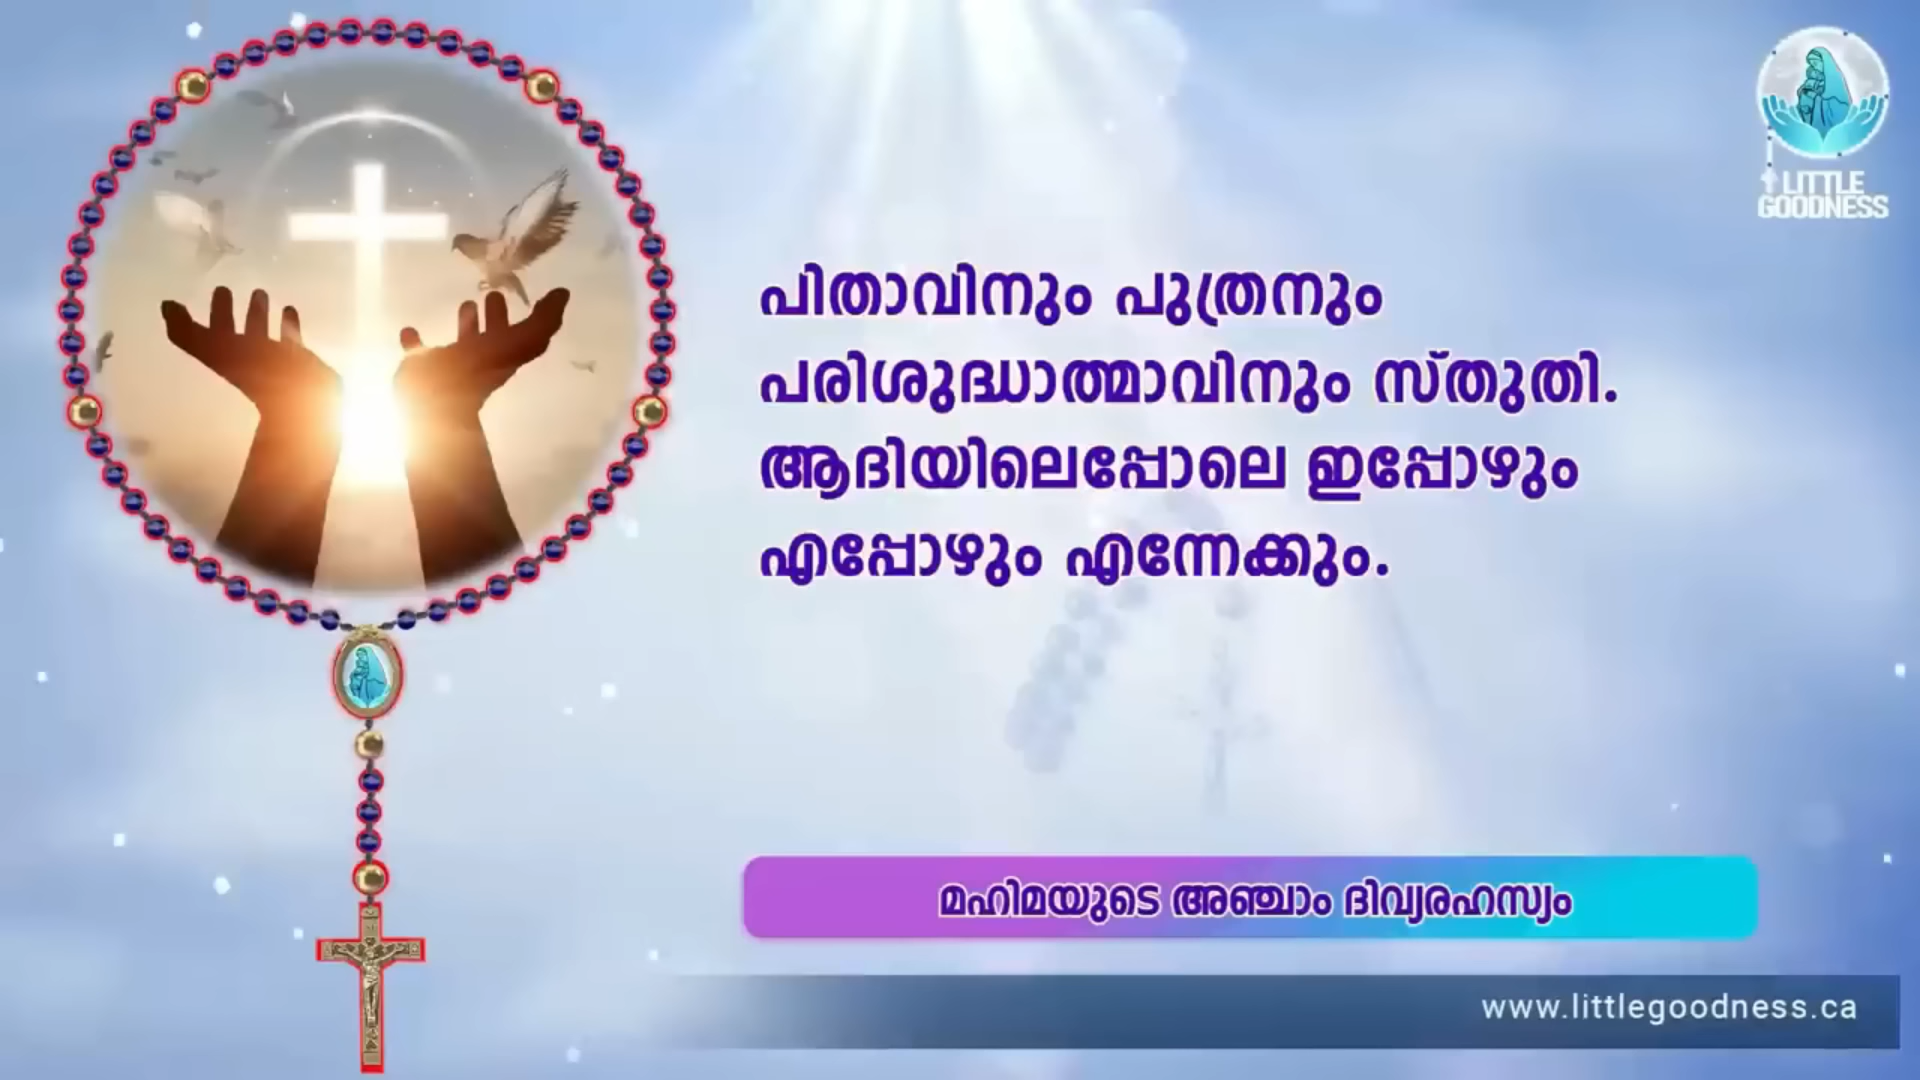 LITTLE
GOODNESS
പിതാവിനും പുത്രനും
പരിശുദ്ധാത്മാവിനും സ്തുതി.
ആദിയിലെപ്പോലെ ഇപ്പോഴും
എപ്പോഴും എന്നേക്കും.
മഹിമയുടെ അഞ്ചാം ദിവ്യരഹസ്യം
www.littlegoodness.ca